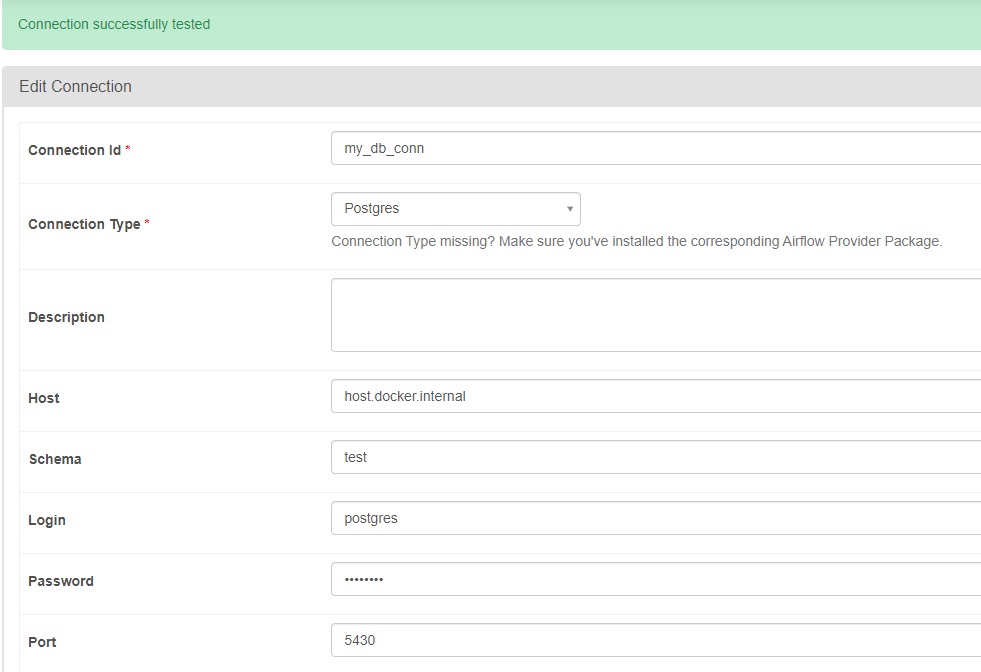 Connection successfully tested
Edit Connection
Connection Id *
my_db_conn
Connection Type *
Postgres
Connection Type missing? Make sure you've installed the corresponding Airflow Provider Package.
Description
Host
host.docker.internal
Schema
test
Login
postgres
Password
••••••••
Port
5430